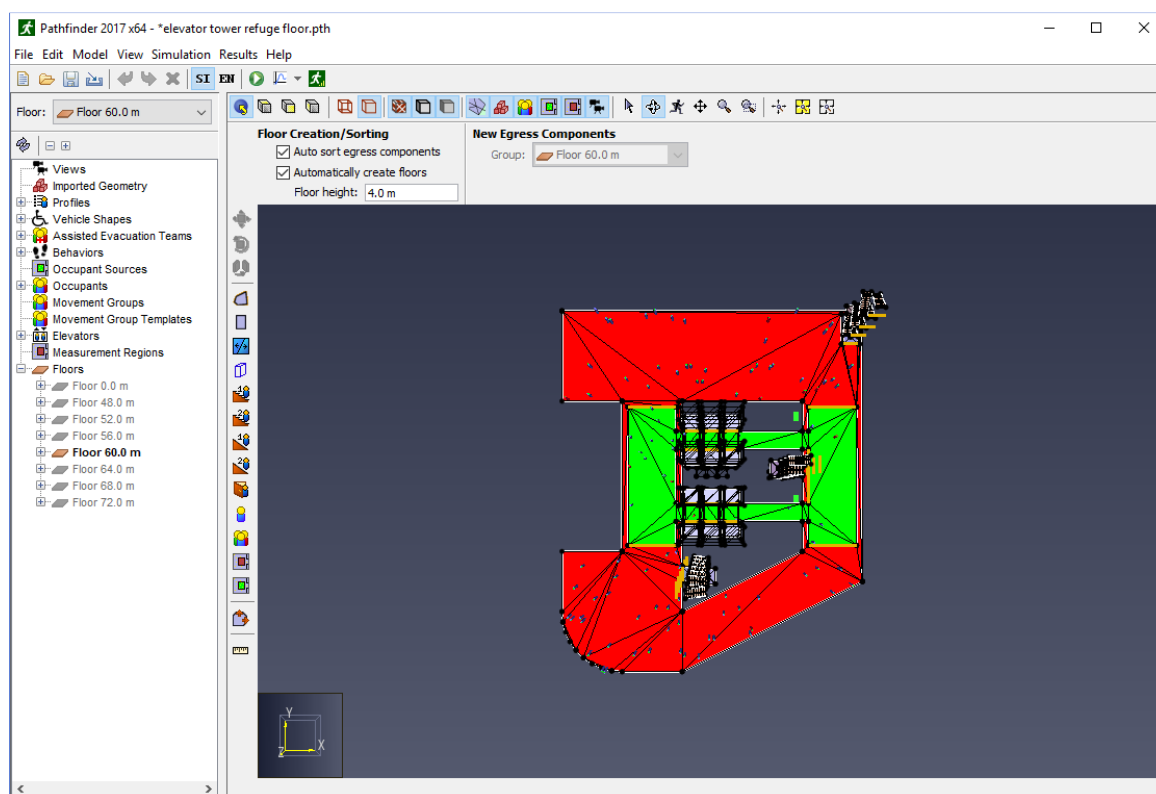 Pathfinder 2017 x64 - *elevator tower refuge floor.pth
File Edit Model View Simulation Results Help
SI EN
Floor: Floor 60.0 m
Floor Creation/Sorting
Auto sort egress components
Automatically create floors
Floor height: 4.0 m
New Egress Components
Group: Floor 60.0 m
Views
Imported Geometry
Profiles
Vehicle Shapes
Assisted Evacuation Teams
Behaviors
Occupant Sources
Occupants
Movement Groups
Movement Group Templates
Elevators
Measurement Regions
Floors
Floor 0.0 m
Floor 48.0 m
Floor 52.0 m
Floor 56.0 m
Floor 60.0 m
Floor 64.0 m
Floor 68.0 m
Floor 72.0 m
Y
Z X